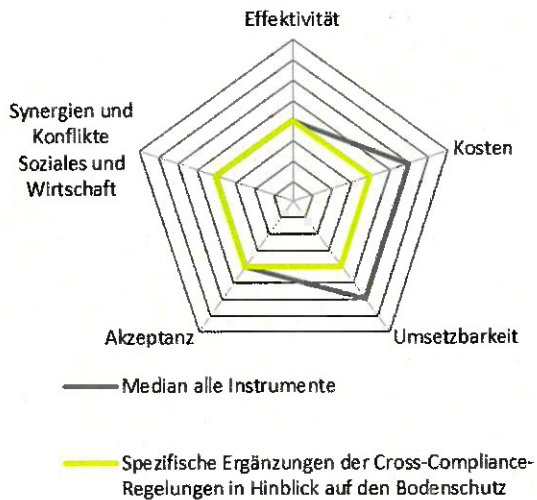 Effektivität
Synergien und
Konflikte
Soziales und
Wirtschaft
Kosten
Akzeptanz
Umsetzbarkeit
Median alle Instrumente
Spezifische Ergänzungen der Cross-Compliance-
Regelungen in Hinblick auf den Bodenschutz